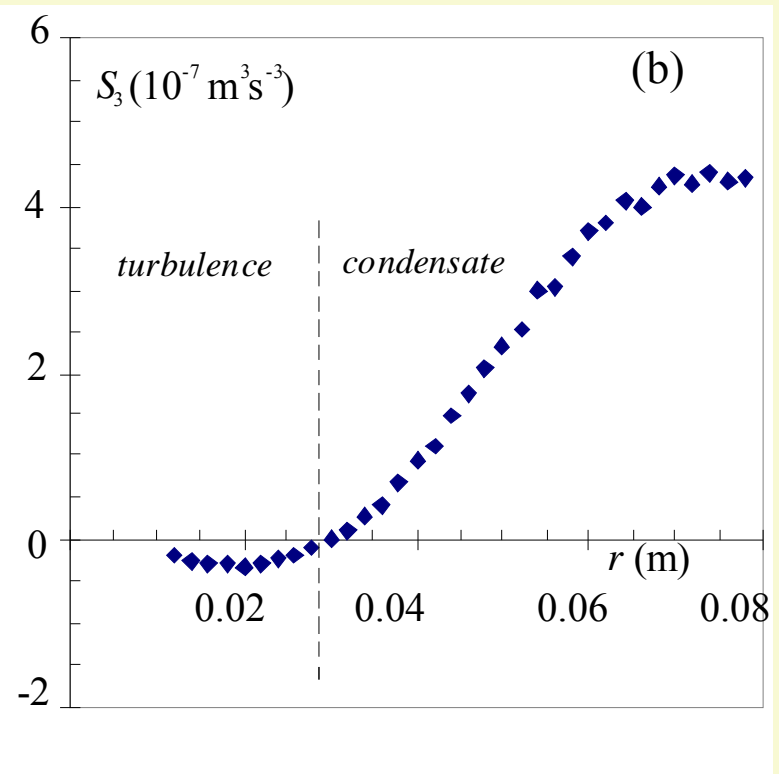 6
S₃ (10⁻⁷ m³s⁻³)
(b)
4
turbulence
condensate
2
0
r (m)
0.02
0.04
0.06
0.08
-2